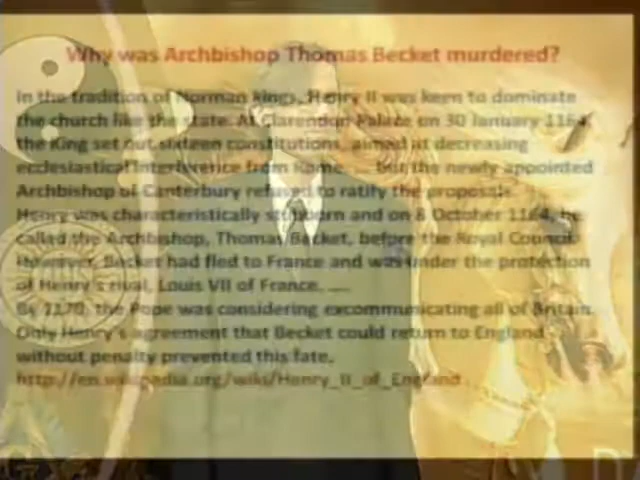 Why was Archbishop Thomas Becket murdered?
In the tradition of Norman kings, Henry II was keen to dominate
the church like the state. At Clarendon Palace on 30 January 1164,
the King set out sixteen constitutions, aimed at decreasing
ecclesiastical interference from Rome. ... But the newly appointed
Archbishop of Canterbury refused to ratify the proposals.
Henry was characteristically stubborn and on 8 October 1164, he
called the Archbishop, Thomas Becket, before the Royal Council.
However, Becket had fled to France and was under the protection
of Henry's rival, Louis VII of France. ....
By 1170, the Pope was considering excommunicating all of Britain.
Only Henry's agreement that Becket could return to England
without penalty prevented this fate.
http://en.wikipedia.org/wiki/Henry_II_of_England